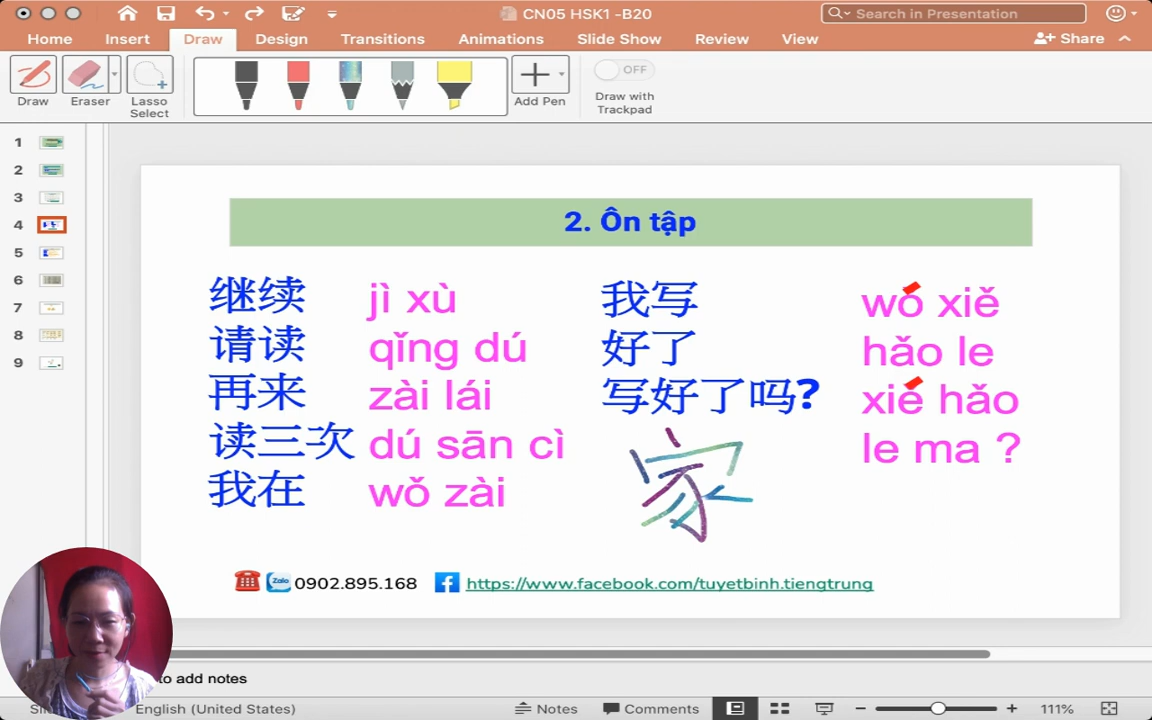 CN05 HSK1 -B20
Search in Presentation
Home Insert Draw Design Transitions Animations Slide Show Review View Share
Draw Eraser Lasso Select Add Pen OFF Draw with Trackpad
1
2
3
4
5
6
7
8
9
2. Ôn tập
继续 jì xù
请读 qǐng dú
再来 zài lái
读三次 dú sān cì
我在 wǒ zài
我写 wǒ xiě
好了 hǎo le
写好了吗? xiě hǎo
le ma ?
家
Zalo 0902.895.168 https://www.facebook.com/tuyetbinh.tiengtrung
to add notes
English (United States) Notes Comments 111%